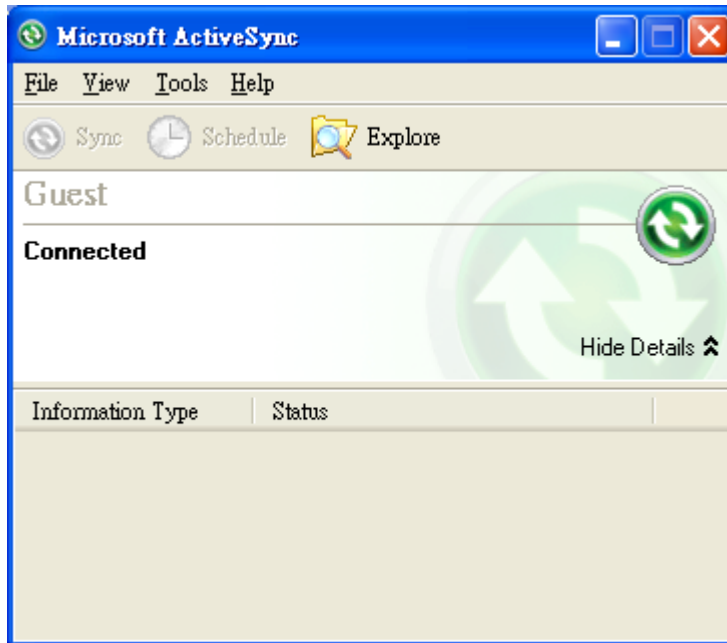 Microsoft ActiveSync
File View Tools Help
Sync Schedule Explore
Guest
Connected
Hide Details
Information Type Status